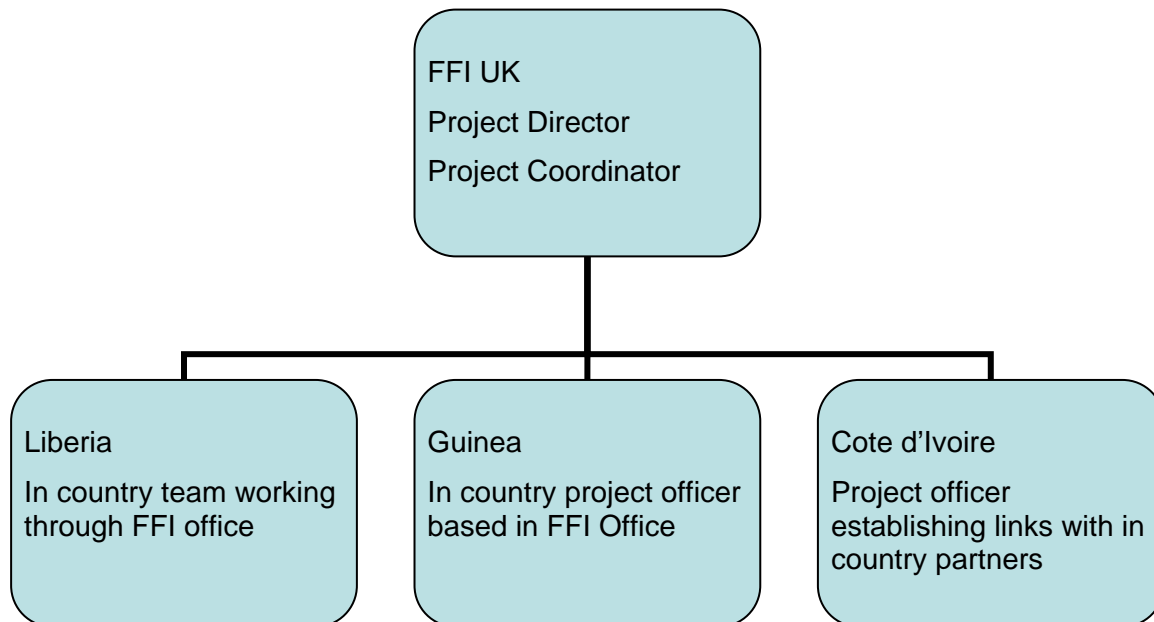 FFI UK
Project Director
Project Coordinator
Liberia
In country team working
through FFI office
Guinea
In country project officer
based in FFI Office
Cote d'Ivoire
Project officer
establishing links with in
country partners